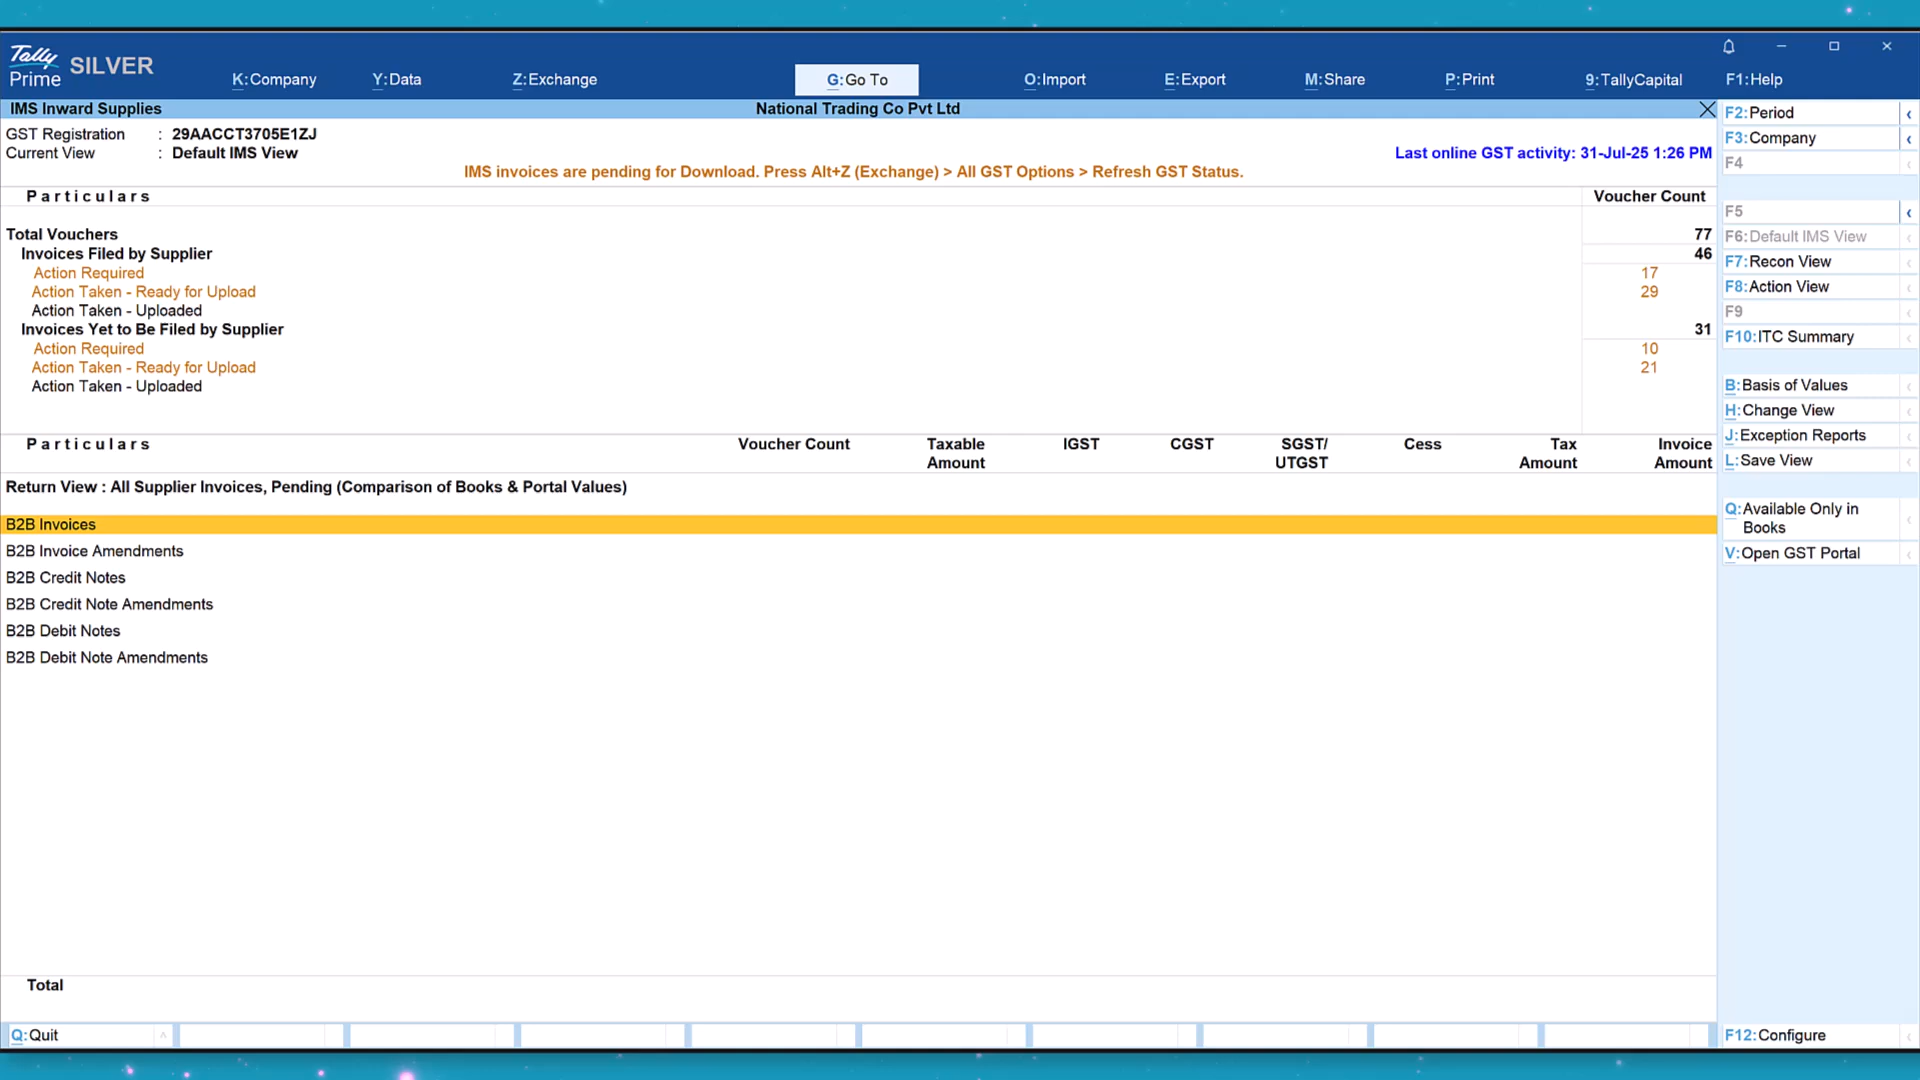 Tally
Prime SILVER
K:Company Y:Data Z:Exchange G:Go To O:Import E:Export M:Share P:Print 9:TallyCapital F1:Help
IMS Inward Supplies National Trading Co Pvt Ltd
GST Registration : 29AACCT3705E1ZJ
Current View : Default IMS View
Last online GST activity: 31-Jul-25 1:26 PM
IMS invoices are pending for Download. Press Alt+Z (Exchange) > All GST Options > Refresh GST Status.
Particulars Voucher Count
Total Vouchers 77
Invoices Filed by Supplier 46
Action Required 17
Action Taken - Ready for Upload 29
Action Taken - Uploaded
Invoices Yet to Be Filed by Supplier 31
Action Required 10
Action Taken - Ready for Upload 21
Action Taken - Uploaded
Particulars Voucher Count Taxable IGST CGST SGST/ Cess Tax Invoice
Amount UTGST Amount Amount
Return View : All Supplier Invoices, Pending (Comparison of Books & Portal Values)
B2B Invoices
B2B Invoice Amendments
B2B Credit Notes
B2B Credit Note Amendments
B2B Debit Notes
B2B Debit Note Amendments
Total
Q:Quit
F2:Period
F3:Company
F4
F5
F6:Default IMS View
F7:Recon View
F8:Action View
F9
F10:ITC Summary
B:Basis of Values
H:Change View
J:Exception Reports
L:Save View
Q:Available Only in
Books
V:Open GST Portal
F12:Configure